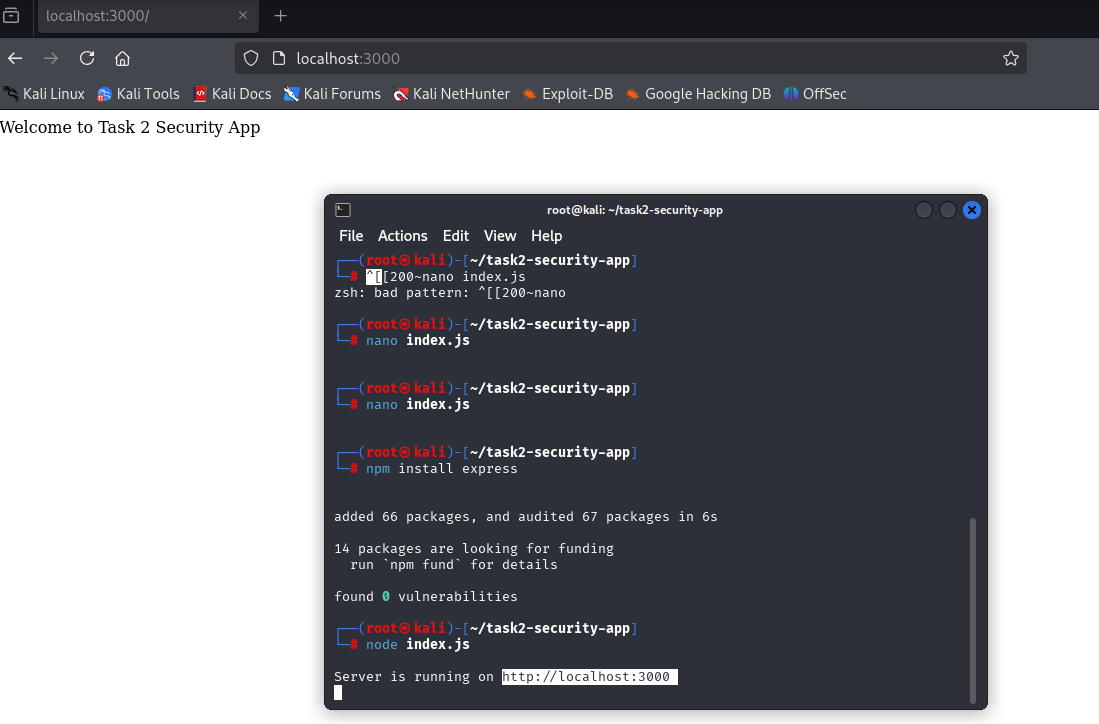 localhost:3000/
localhost:3000
Kali Linux Kali Tools Kali Docs Kali Forums Kali NetHunter Exploit-DB Google Hacking DB OffSec
Welcome to Task 2 Security App
root@kali: ~/task2-security-app
File Actions Edit View Help
┌──(root㉿kali)-[~/task2-security-app]
└─# ^[[200~nano index.js
zsh: bad pattern: ^[[200~nano
┌──(root㉿kali)-[~/task2-security-app]
└─# nano index.js
┌──(root㉿kali)-[~/task2-security-app]
└─# nano index.js
┌──(root㉿kali)-[~/task2-security-app]
└─# npm install express
added 66 packages, and audited 67 packages in 6s
14 packages are looking for funding
run `npm fund` for details
found 0 vulnerabilities
┌──(root㉿kali)-[~/task2-security-app]
└─# node index.js
Server is running on http://localhost:3000